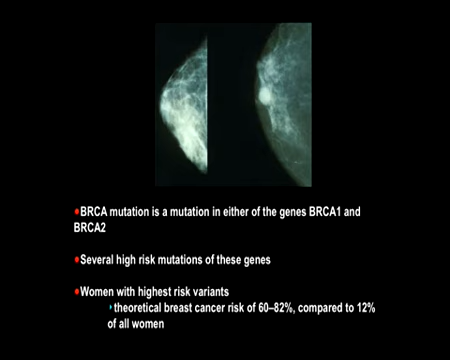 BRCA mutation is a mutation in either of the genes BRCA1 and
BRCA2
Several high risk mutations of these genes
Women with highest risk variants
theoretical breast cancer risk of 60–82%, compared to 12%
of all women